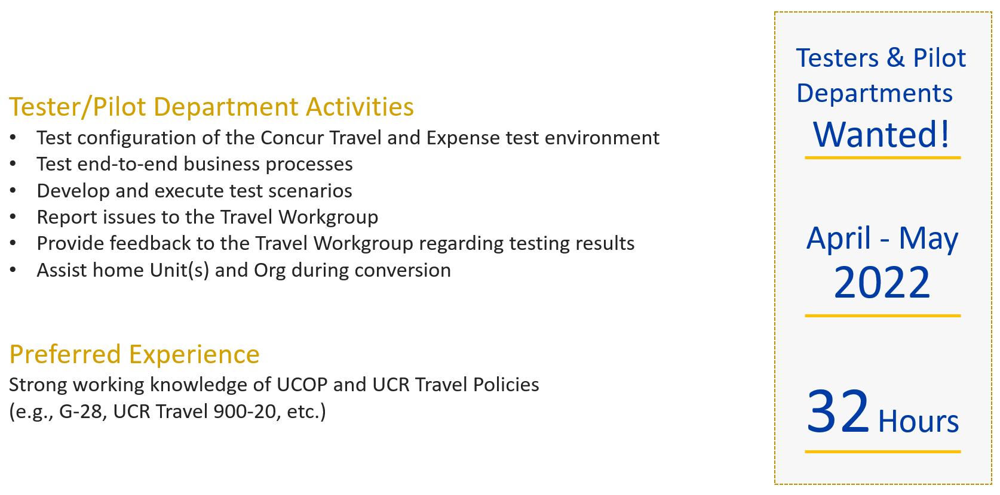 Tester/Pilot Department Activities
• Test configuration of the Concur Travel and Expense test environment
• Test end-to-end business processes
• Develop and execute test scenarios
• Report issues to the Travel Workgroup
• Provide feedback to the Travel Workgroup regarding testing results
• Assist home Unit(s) and Org during conversion
Preferred Experience
Strong working knowledge of UCOP and UCR Travel Policies
(e.g., G-28, UCR Travel 900-20, etc.)
Testers & Pilot
Departments
Wanted!
April - May
2022
32 Hours